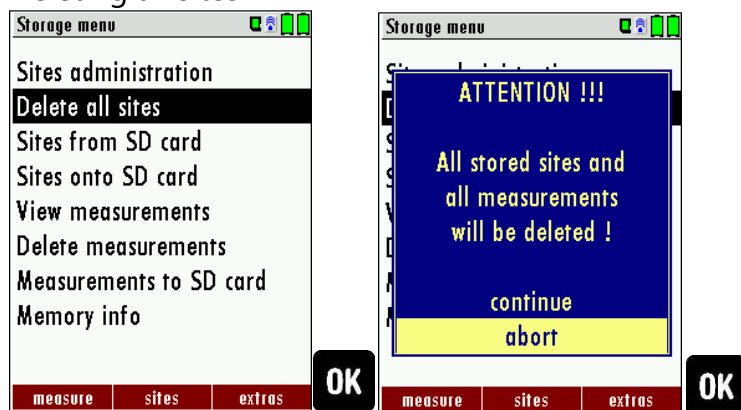 Storage menu
Sites administration
Delete all sites
Sites from SD card
Sites onto SD card
View measurements
Delete measurements
Measurements to SD card
Memory info
measure sites extras
OK
Storage menu
ATTENTION !!!
All stored sites and
all measurements
will be deleted !
continue
abort
measure sites extras
OK